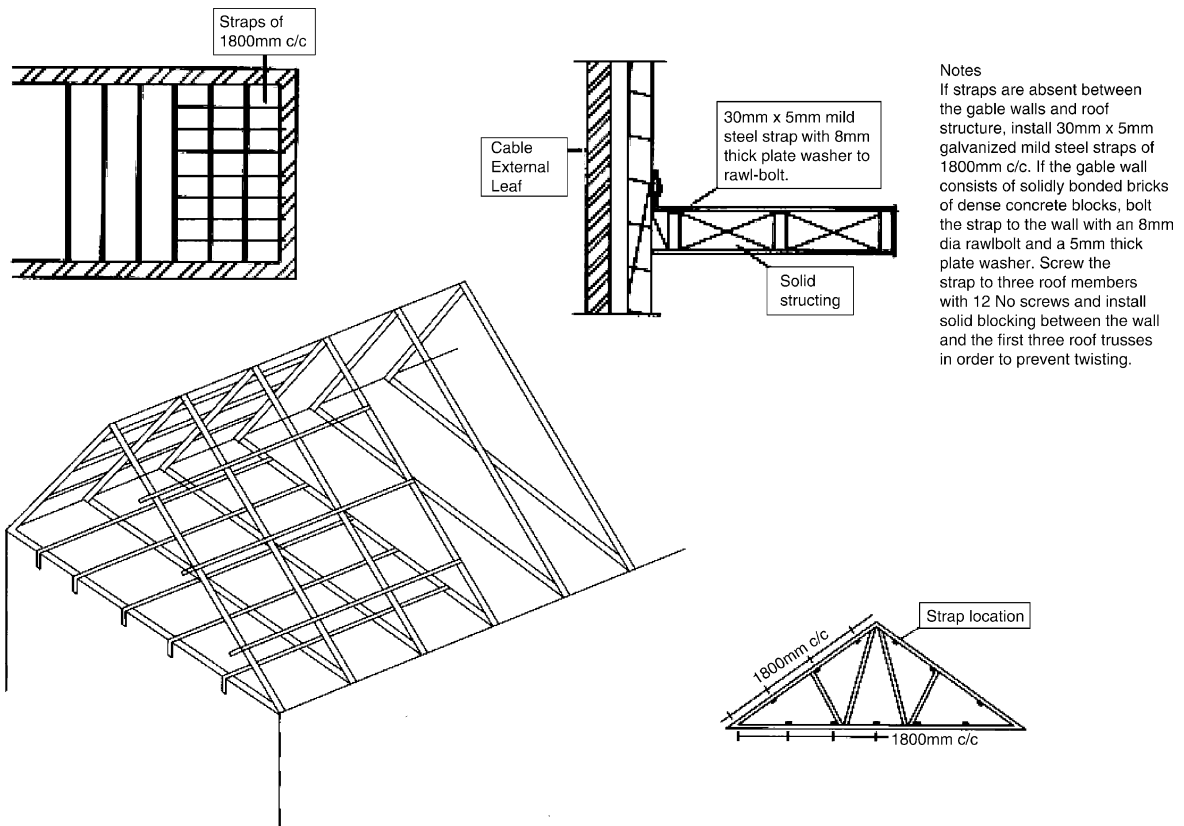 Straps of
1800mm c/c
Cable
External
Leaf
30mm x 5mm mild
steel strap with 8mm
thick plate washer to
rawl-bolt.
Solid
structing
Notes
If straps are absent between
the gable walls and roof
structure, install 30mm x 5mm
galvanized mild steel straps of
1800mm c/c. If the gable wall
consists of solidly bonded bricks
of dense concrete blocks, bolt
the strap to the wall with an 8mm
dia rawlbolt and a 5mm thick
plate washer. Screw the
strap to three roof members
with 12 No screws and install
solid blocking between the wall
and the first three roof trusses
in order to prevent twisting.
Strap location
1800mm c/c
1800mm c/c